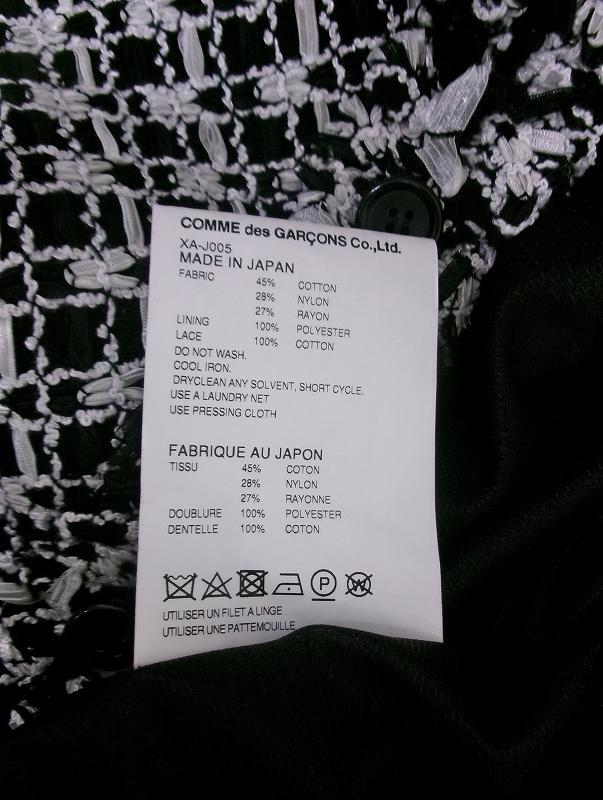 COMME des GARÇONS Co.,Ltd.
XA-J005
MADE IN JAPAN
FABRIC 45% COTTON
28% NYLON
27% RAYON
LINING 100% POLYESTER
LACE 100% COTTON
DO NOT WASH.
COOL IRON.
DRYCLEAN ANY SOLVENT, SHORT CYCLE.
USE A LAUNDRY NET
USE PRESSING CLOTH
FABRIQUE AU JAPON
TISSU 45% COTON
28% NYLON
27% RAYONNE
DOUBLURE 100% POLYESTER
DENTELLE 100% COTON
P W
UTILISER UN FILET A LINGE
UTILISER UNE PATTEMOUILLE